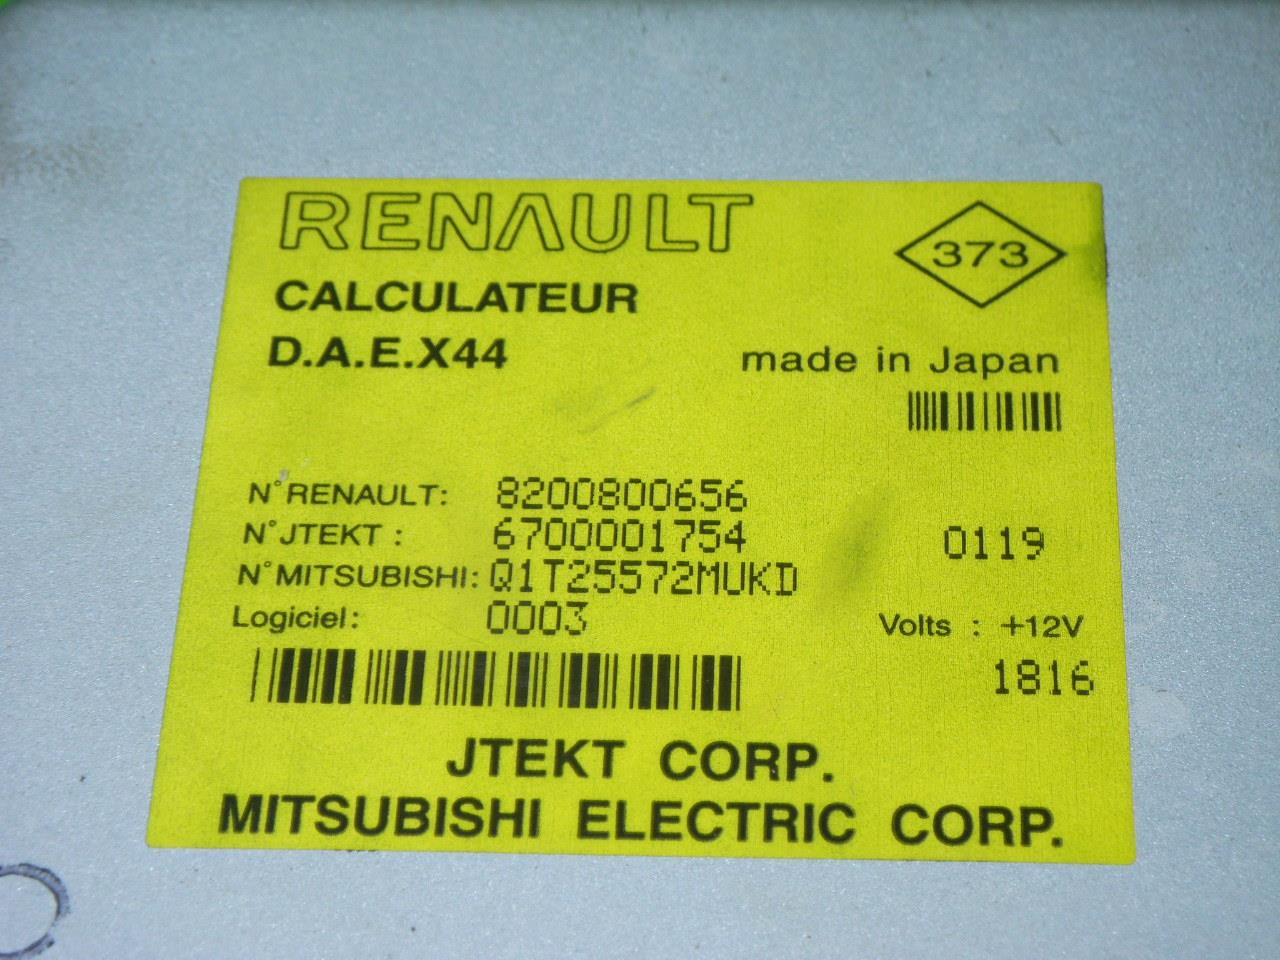 RENAULT
373
CALCULATEUR
D.A.E.X44
made in Japan
N°RENAULT: 8200800656
N°JTEKT : 6700001754
0119
N°MITSUBISHI: Q1T25572MUKD
Logiciel: 0003
Volts : +12V
1816
JTEKT CORP.
MITSUBISHI ELECTRIC CORP.